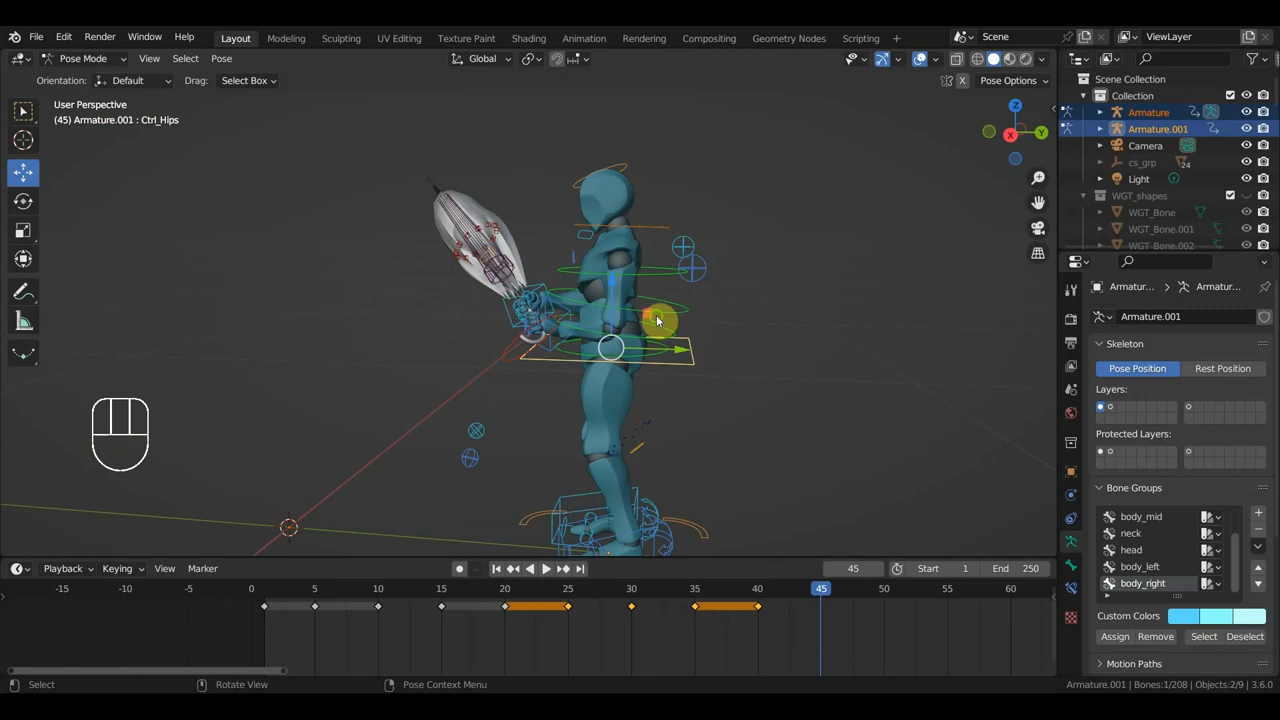 File Edit Render Window Help Layout Modeling Sculpting UV Editing Texture Paint Shading Animation Rendering Compositing Geometry Nodes Scripting + Scene ViewLayer
Pose Mode View Select Pose Global
Orientation: Default Drag: Select Box X Pose Options
User Perspective
(45) Armature.001 : Ctrl_Hips
Z
Y
X
Scene Collection
Collection
Armature
Armature.001
Camera
cs_grp 24
Light
WGT_shapes
WGT_Bone
WGT_Bone.001
WGT_Bone.002
Armatur... Armatur...
Armature.001
Skeleton
Pose Position Rest Position
Layers:
Protected Layers:
Bone Groups
body_mid
neck
head
body_left
body_right
Custom Colors
Assign Remove Select Deselect
Motion Paths
Playback Keying View Marker 45 Start 1 End 250
-15 -10 -5 0 5 10 15 20 25 30 35 40 45 50 55 60
Select Rotate View Pose Context Menu Armature.001 | Bones:1/208 | Objects:2/9 | 3.6.0